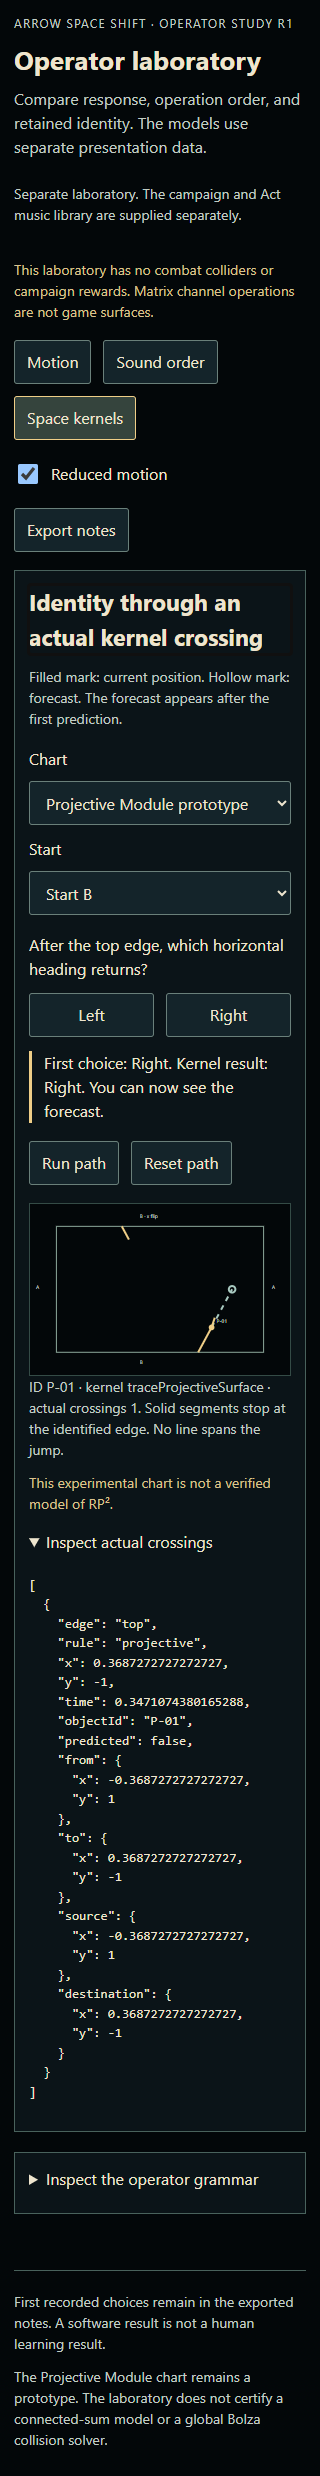 ARROW SPACE SHIFT · OPERATOR STUDY R1
Operator laboratory
Compare response, operation order, and
retained identity. The models use
separate presentation data.
Separate laboratory. The campaign and Act
music library are supplied separately.
This laboratory has no combat colliders or
campaign rewards. Matrix channel operations
are not game surfaces.
Motion
Sound order
Space kernels
Reduced motion
Export notes
Identity through an
actual kernel crossing
Filled mark: current position. Hollow mark:
forecast. The forecast appears after the
first prediction.
Chart
Projective Module prototype
Start
Start B
After the top edge, which horizontal
heading returns?
Left
Right
First choice: Right. Kernel result:
Right. You can now see the
forecast.
Run path
Reset path
B · x flip
A
A
P-01
B
ID P-01 · kernel traceProjectiveSurface ·
actual crossings 1. Solid segments stop at
the identified edge. No line spans the
jump.
This experimental chart is not a verified
model of RP².
▼ Inspect actual crossings
[
{
"edge": "top",
"rule": "projective",
"x": 0.3687272727272727,
"y": -1,
"time": 0.3471074380165288,
"objectId": "P-01",
"predicted": false,
"from": {
"x": -0.3687272727272727,
"y": 1
},
"to": {
"x": 0.3687272727272727,
"y": -1
},
"source": {
"x": -0.3687272727272727,
"y": 1
},
"destination": {
"x": 0.3687272727272727,
"y": -1
}
}
]
▶ Inspect the operator grammar
First recorded choices remain in the exported
notes. A software result is not a human
learning result.
The Projective Module chart remains a
prototype. The laboratory does not certify a
connected-sum model or a global Bolza
collision solver.